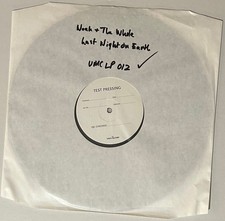 Noah + The Whale
Last Night on Earth
UMC LP 012 ✓
TEST PRESSING